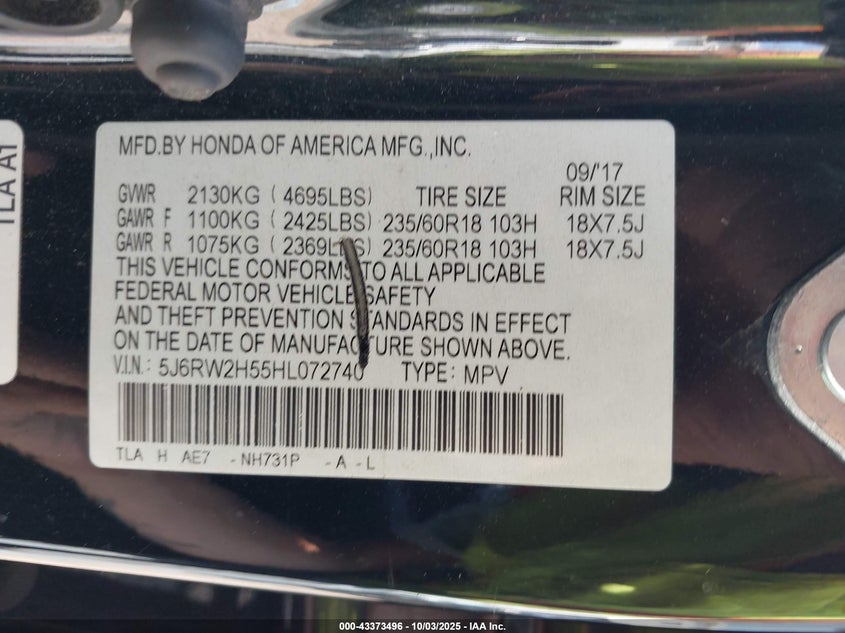 TLA A1
MFD.BY HONDA OF AMERICA MFG.,INC.
09/'17
GVWR 2130KG ( 4695LBS) TIRE SIZE RIM SIZE
GAWR F 1100KG ( 2425LBS) 235/60R18 103H 18X7.5J
GAWR R 1075KG ( 2369LBS) 235/60R18 103H 18X7.5J
THIS VEHICLE CONFORMS TO ALL APPLICABLE
FEDERAL MOTOR VEHICLE SAFETY
AND THEFT PREVENTION STANDARDS IN EFFECT
ON THE DATE OF MANUFACTURE SHOWN ABOVE.
V.I.N.: 5J6RW2H55HL072740 TYPE: MPV
TLA H AE7 -NH731P -A -L
000-43373496 - 10/03/2025 - IAA Inc.